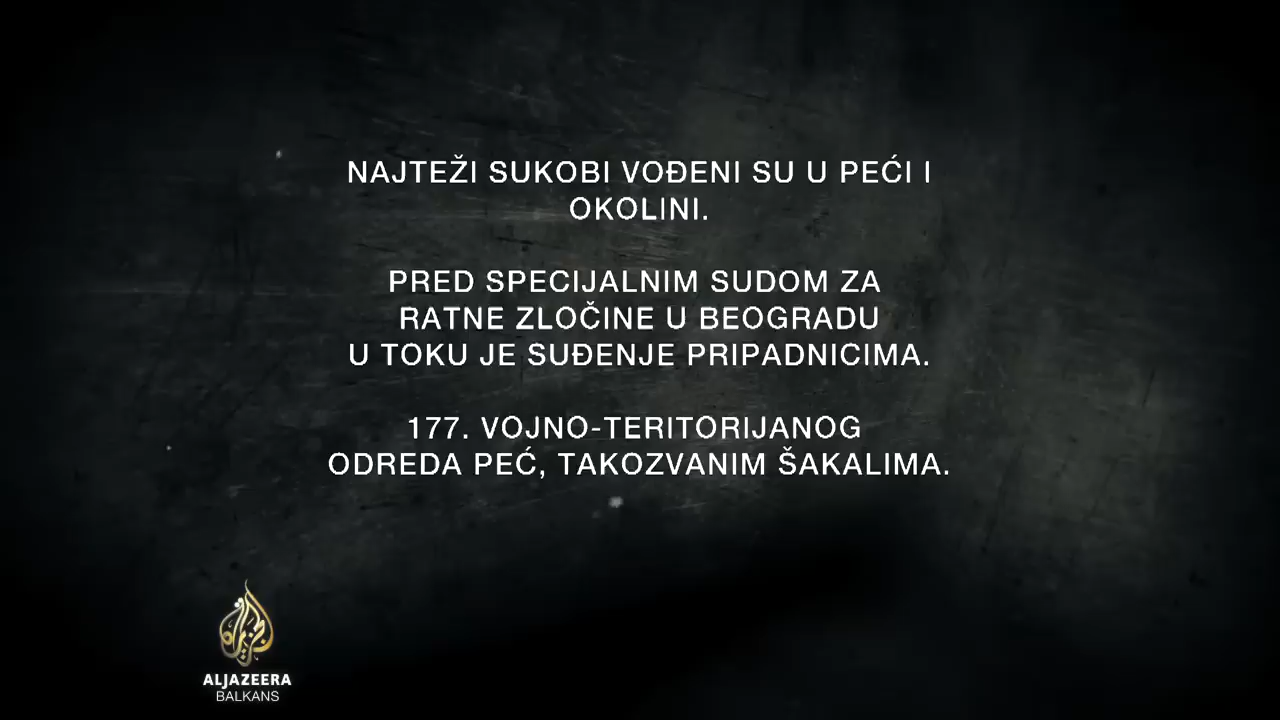 NAJTEŽI SUKOBI VOĐENI SU U PEĆI I
OKOLINI.
PRED SPECIJALNIM SUDOM ZA
RATNE ZLOČINE U BEOGRADU
U TOKU JE SUĐENJE PRIPADNICIMA.
177. VOJNO-TERITORIJANOG
ODREDA PEĆ, TAKOZVANIM ŠAKALIMA.
ALJAZEERA
BALKANS